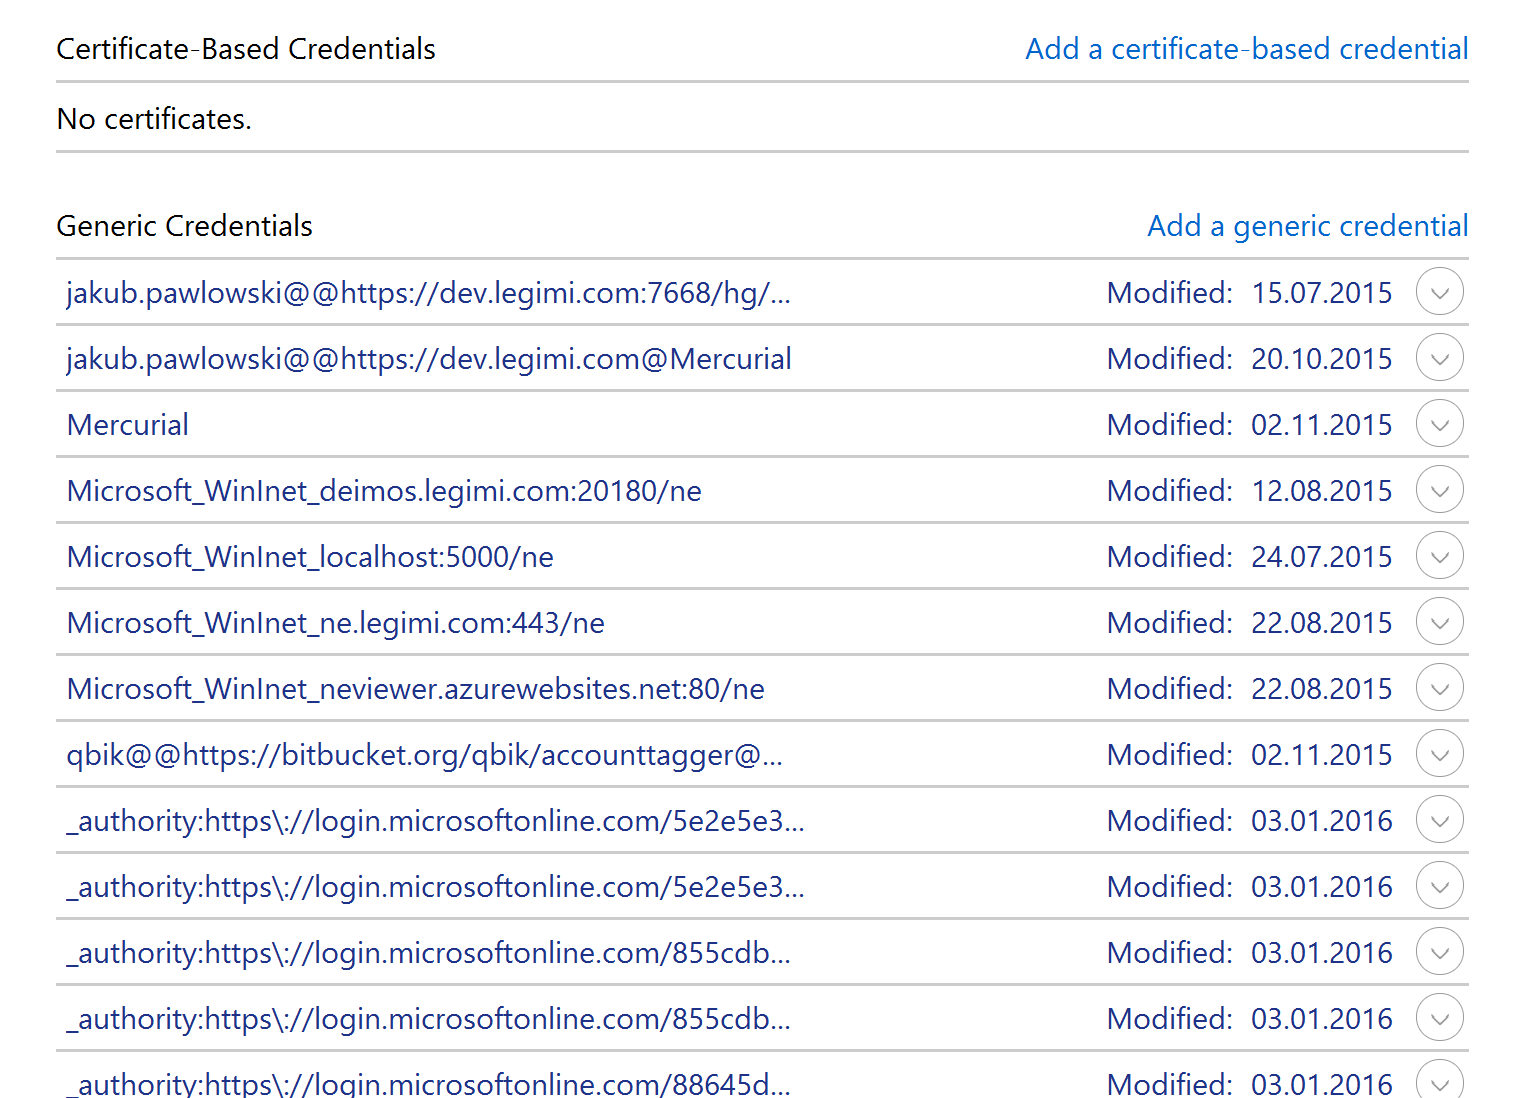 Certificate-Based Credentials Add a certificate-based credential
No certificates.
Generic Credentials Add a generic credential
jakub.pawlowski@@https://dev.legimi.com:7668/hg/... Modified: 15.07.2015
jakub.pawlowski@@https://dev.legimi.com@Mercurial Modified: 20.10.2015
Mercurial Modified: 02.11.2015
Microsoft_WinInet_deimos.legimi.com:20180/ne Modified: 12.08.2015
Microsoft_WinInet_localhost:5000/ne Modified: 24.07.2015
Microsoft_WinInet_ne.legimi.com:443/ne Modified: 22.08.2015
Microsoft_WinInet_neviewer.azurewebsites.net:80/ne Modified: 22.08.2015
qbik@@https://bitbucket.org/qbik/accounttagger@... Modified: 02.11.2015
_authority:https\://login.microsoftonline.com/5e2e5e3... Modified: 03.01.2016
_authority:https\://login.microsoftonline.com/5e2e5e3... Modified: 03.01.2016
_authority:https\://login.microsoftonline.com/855cdb... Modified: 03.01.2016
_authority:https\://login.microsoftonline.com/855cdb... Modified: 03.01.2016
_authority:https\://login.microsoftonline.com/88645d... Modified: 03.01.2016